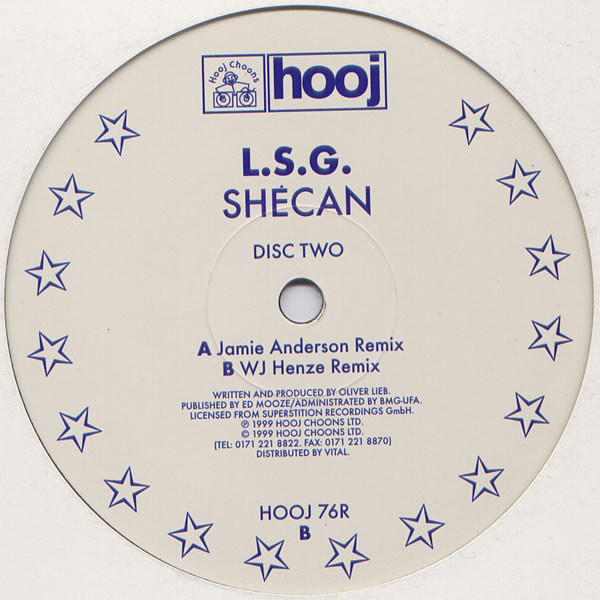 Hooj Choons
hooj
L.S.G.
SHĖCAN
DISC TWO
A Jamie Anderson Remix
B WJ Henze Remix
WRITTEN AND PRODUCED BY OLIVER LIEB.
PUBLISHED BY ED MOOZE/ADMINISTRATED BY BMG-UFA.
LICENSED FROM SUPERSTITION RECORDINGS GmbH.
℗ 1999 HOOJ CHOONS LTD.
© 1999 HOOJ CHOONS LTD.
(TEL: 0171 221 8822. FAX: 0171 221 8870)
DISTRIBUTED BY VITAL.
HOOJ 76R
B